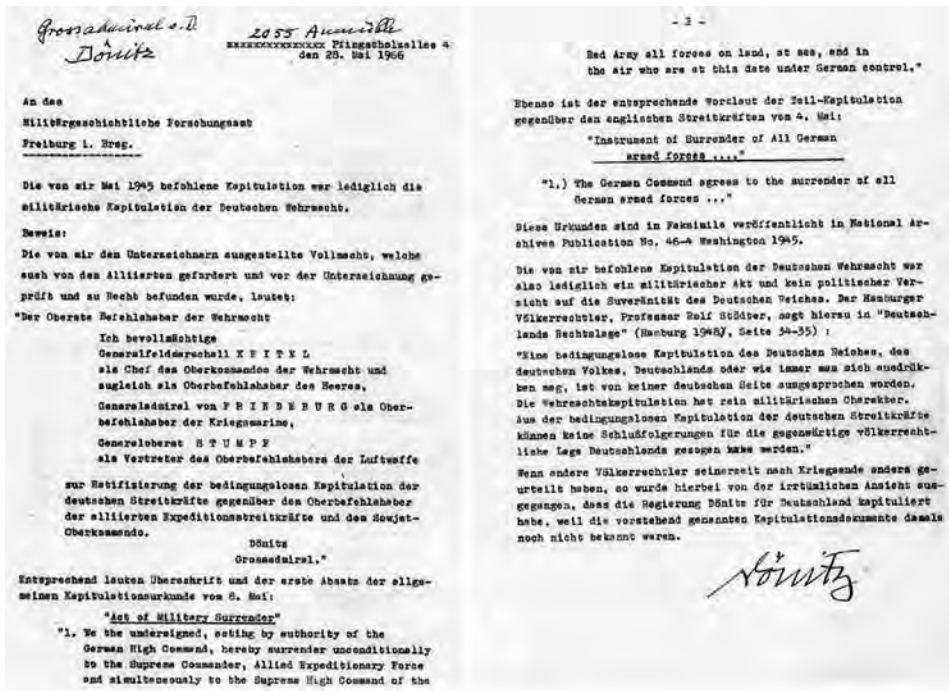 Grossadmiral a.D.
Dönitz
2055 Aumühle
xxxxxxxxxxxxxx Pfingstholzallee 4
den 28. Mai 1966
An das
Militärgeschichtliche Forschungsamt
Freiburg i. Brsg.
Die von mir Mai 1945 befohlene Kapitulation war lediglich die
militärische Kapitulation der Deutschen Wehrmacht.
Beweis:
Die von mir den Unterzeichnern ausgestellte Vollmacht, welche
auch von den Alliierten gefordert und vor der Unterzeichnung ge-
prüft und zu Recht befunden wurde, lautet:
"Der Oberste Befehlshaber der Wehrmacht
Ich bevollmächtige
Generalfeldmarschall K E I T E L
als Chef des Oberkommandos der Wehrmacht und
zugleich als Oberbefehlshaber des Heeres,
Generaladmiral von F R I E D E B U R G als Ober-
befehlshaber der Kriegsmarine,
Generaloberst S T U M P F
als Vertreter des Oberbefehlshabers der Luftwaffe
zur Ratifizierung der bedingungslosen Kapitulation der
deutschen Streitkräfte gegenüber dem Oberbefehlshaber
der alliierten Expeditionsstreitkräfte und dem Sowjet-
Oberkommando.
Dönitz
Grossadmiral."
Entsprechend lauten Überschrift und der erste Absatz der allge-
meinen Kapitulationsurkunde vom 8. Mai:
"Act of Military Surrender"
"1. We the undersigned, acting by authority of the
German High Command, hereby surrender unconditionally
to the Supreme Commander, Allied Expeditionary Force
and simultaneously to the Supreme High Command of the
- 2 -
Red Army all forces on land, at sea, and in
the air who are at this date under German control."
Ebenso ist der entsprechende Wortlaut der Teil-Kapitulation
gegenüber den englischen Streitkräften vom 4. Mai:
"Instrument of Surrender of All German
armed forces ...."
"1.) The German Command agrees to the surrender of all
German armed forces ..."
Diese Urkunden sind in Faksimile veröffentlicht in National Ar-
chives Publication No. 46-4 Washington 1945.
Die von mir befohlene Kapitulation der Deutschen Wehrmacht war
also lediglich ein militärischer Akt und kein politischer Ver-
zicht auf die Suveränität des Deutschen Reiches. Der Hamburger
Völkerrechtler, Professor Rolf Stödter, sagt hierzu in "Deutsch-
lands Rechtslage" (Hamburg 1948), Seite 34-35) :
"Eine bedingungslose Kapitulation des Deutschen Reiches, des
deutschen Volkes, Deutschlands oder wie immer man sich ausdrük-
ken mag, ist von keiner deutschen Seite ausgesprochen worden.
Die Wehrmachtkapitulation hat rein militärischen Charakter.
Aus der bedingungslosen Kapitulation der deutschen Streitkräfte
können keine Schlußfolgerungen für die gegenwärtige völkerrecht-
liche Lage Deutschlands gezogen werden."
Wenn andere Völkerrechtler seinerzeit nach Kriegsende anders ge-
urteilt haben, so wurde hierbei von der irrtümlichen Ansicht aus-
gegangen, dass die Regierung Dönitz für Deutschland kapituliert
habe, weil die vorstehend genannten Kapitulationsdokumente damals
noch nicht bekannt waren.
Dönitz